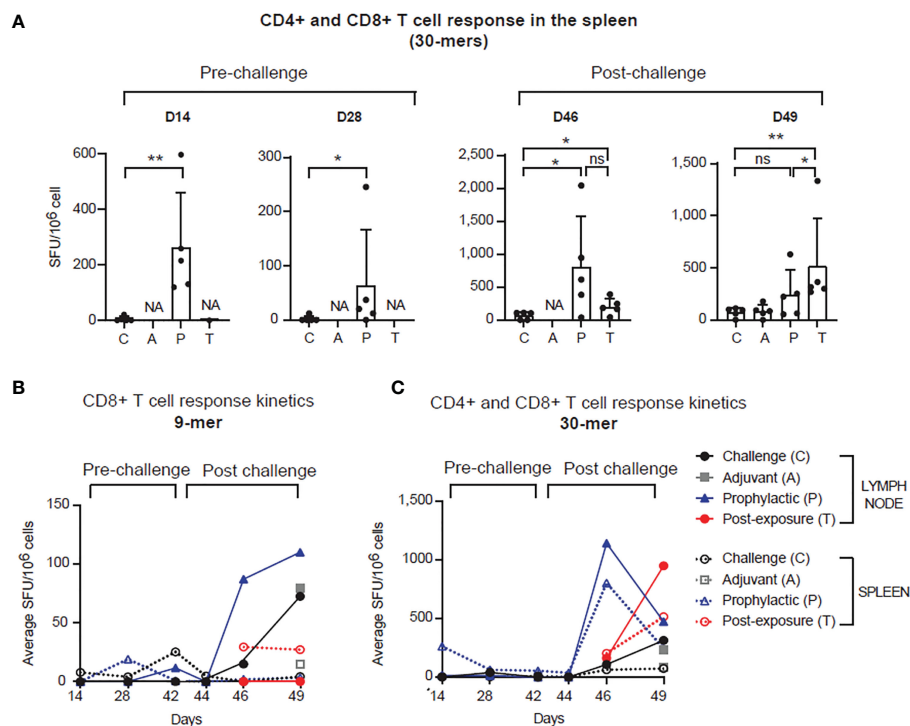 A
CD4+ and CD8+ T cell response in the spleen
(30-mers)
Pre-challenge
Post-challenge
D14
D28
D46
D49
SFU/10⁶ cell
600
400
200
0
**
NA
NA
C A P T
300
200
100
50
0
*
NA
NA
C A P T
2,500
2,000
1,500
1,000
500
0
*
*
ns
NA
C A P T
1,500
1,000
500
0
**
ns
*
C A P T
B
CD8+ T cell response kinetics
9-mer
Pre-challenge
Post challenge
Average SFU/10⁶ cells
150
100
50
0
14 28 42 44 46 49
Days
C
CD4+ and CD8+ T cell response kinetics
30-mer
Pre-challenge
Post challenge
Average SFU/10⁶ cells
1,500
1000
500
0
14 28 42 44 46 49
Days
Challenge (C)
Adjuvant (A)
Prophylactic (P)
Post-exposure (T)
LYMPH
NODE
Challenge (C)
Adjuvant (A)
Prophylactic (P)
Post-exposure (T)
SPLEEN